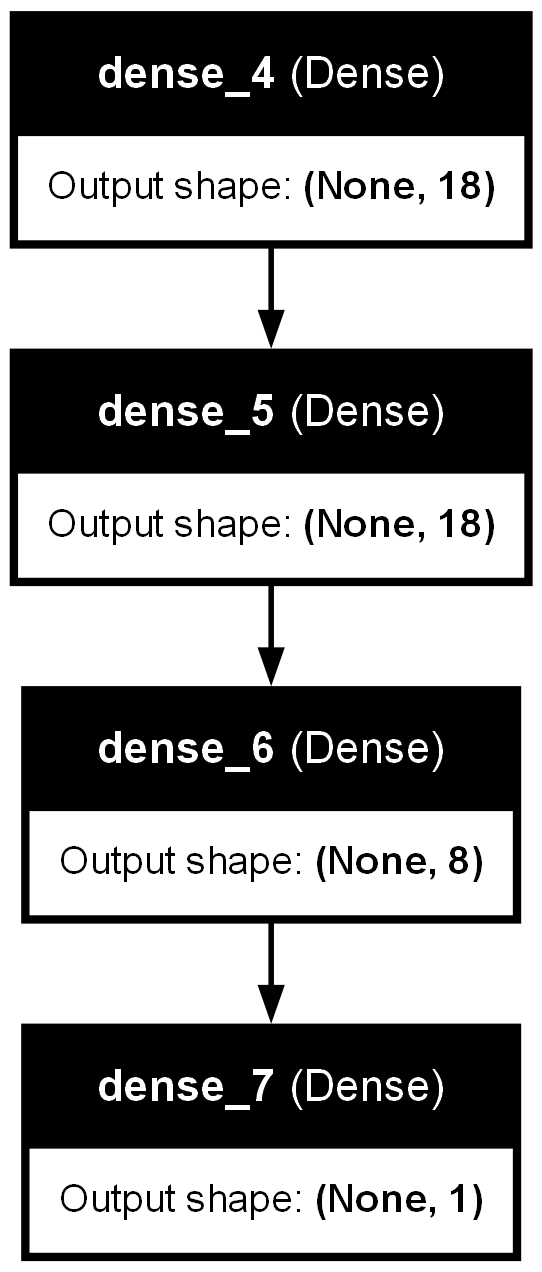 dense_4 (Dense)
Output shape: (None, 18)
dense_5 (Dense)
Output shape: (None, 18)
dense_6 (Dense)
Output shape: (None, 8)
dense_7 (Dense)
Output shape: (None, 1)